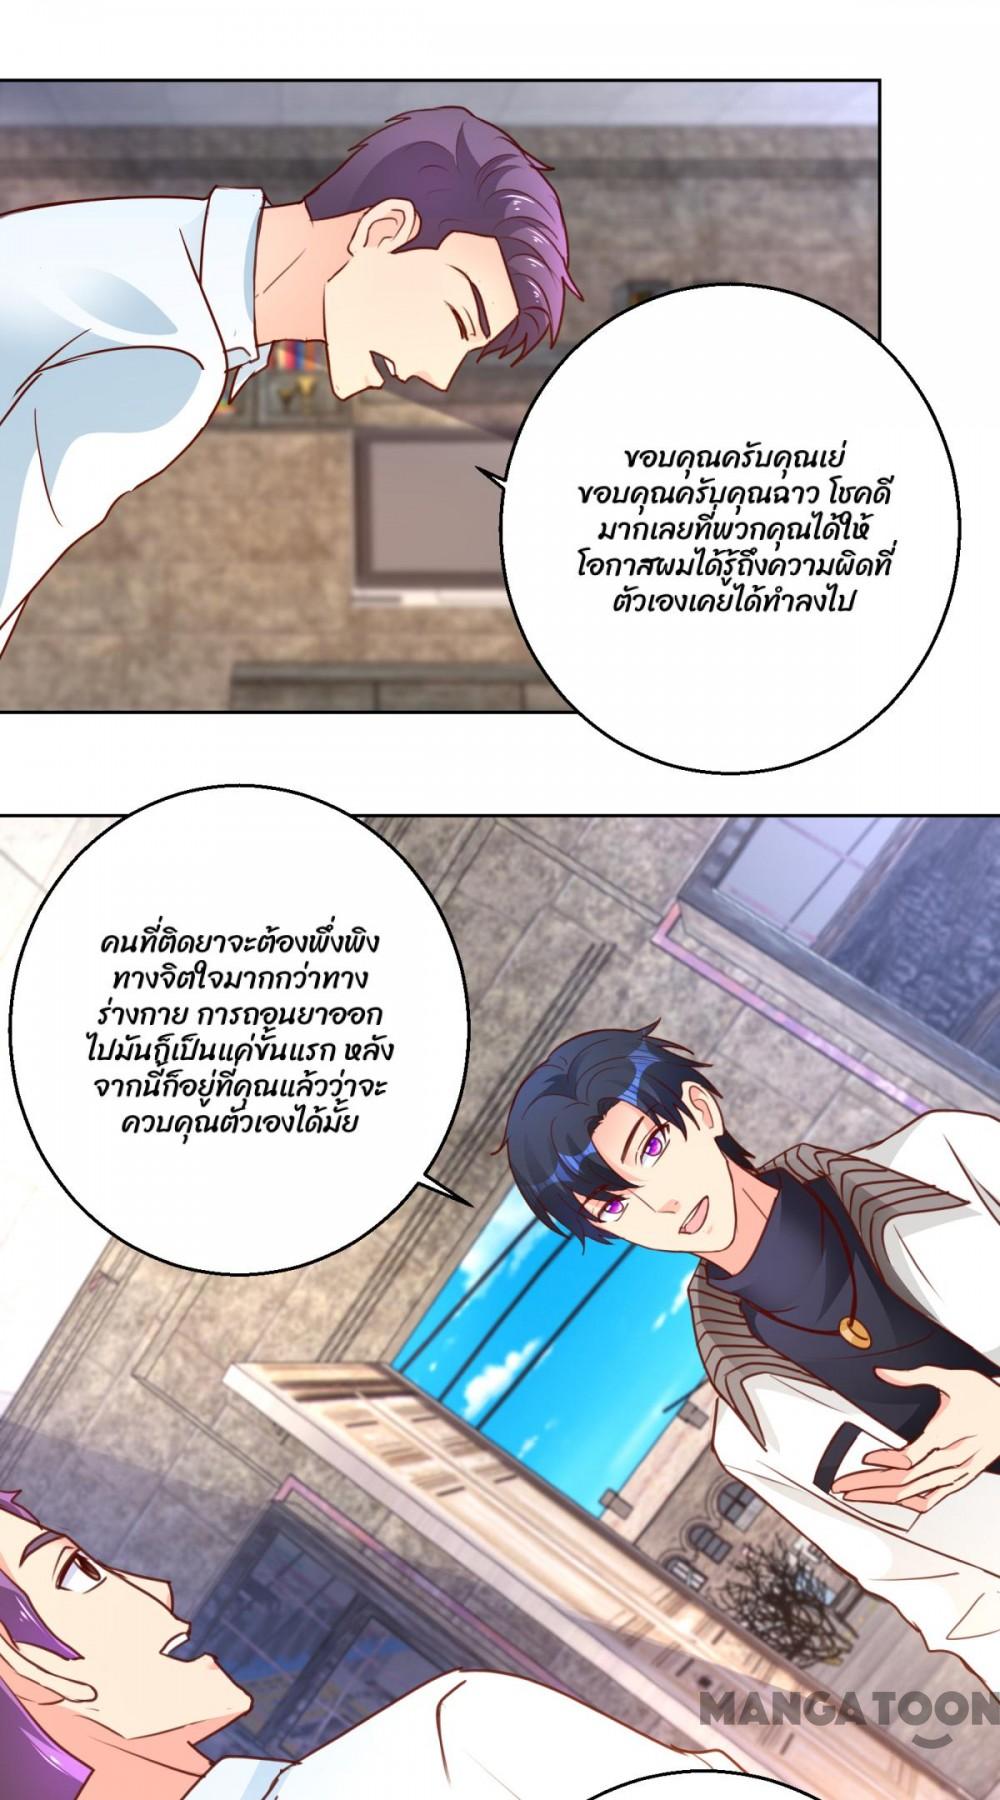 ขอบคุณครับคุณเย่
ขอบคุณครับคุณฉาว โชคดี
มากเลยที่พวกคุณได้ให้
โอกาสผมได้รู้ถึงความผิดที่
ตัวเองเคยได้ทำลงไป
คนที่ติดยาจะต้องพึ่งพิง
ทางจิตใจมากกว่าทาง
ร่างกาย การถอนยาออก
ไปมันก็เป็นแค่ขั้นแรก หลัง
จากนี้ก็อยู่ที่คุณแล้วว่าจะ
ควบคุณตัวเองได้มั้ย
MANGATOON